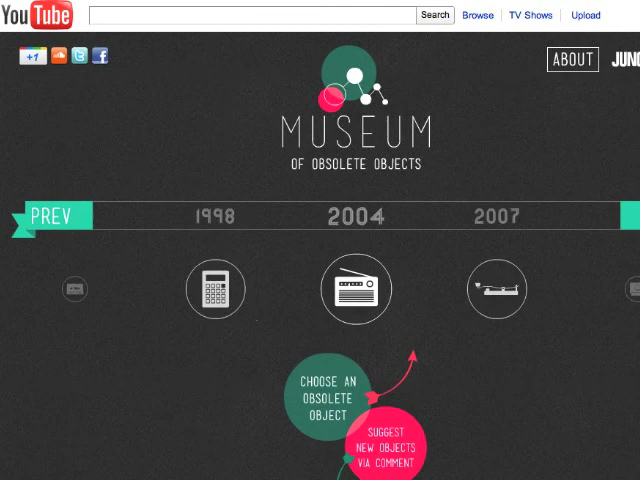 YouTube
Search
Browse
TV Shows
Upload
+1
ABOUT
MUSEUM
OF OBSOLETE OBJECTS
PREV
1998
2004
2007
CHOOSE AN
OBSOLETE
OBJECT
SUGGEST
NEW OBJECTS
VIA COMMENT